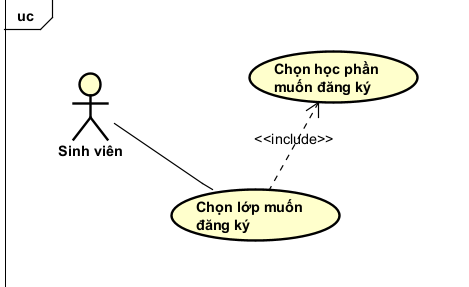 uc
Chọn học phần
muốn đăng ký
<<include>>
Sinh viên
Chọn lớp muốn
đăng ký